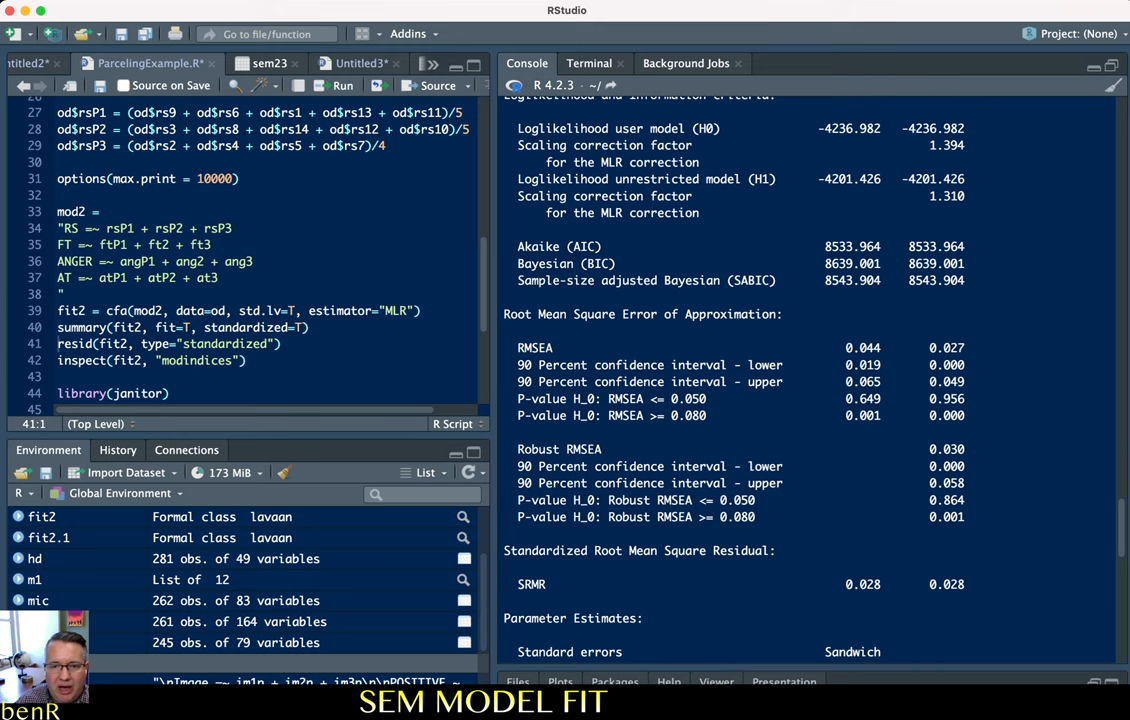 RStudio
Go to file/function
Addins
Project: (None)
ntitled2*
ParcelingExample.R*
sem23
Untitled3*
Source on Save
Run
Source
26
27 od$rsP1 = (od$rs9 + od$rs6 + od$rs1 + od$rs13 + od$rs11)/5
28 od$rsP2 = (od$rs3 + od$rs8 + od$rs14 + od$rs12 + od$rs10)/5
29 od$rsP3 = (od$rs2 + od$rs4 + od$rs5 + od$rs7)/4
30
31 options(max.print = 10000)
32
33 mod2 =
34 "RS =~ rsP1 + rsP2 + rsP3
35 FT =~ ftP1 + ft2 + ft3
36 ANGER =~ angP1 + ang2 + ang3
37 AT =~ atP1 + atP2 + at3
38 "
39 fit2 = cfa(mod2, data=od, std.lv=T, estimator="MLR")
40 summary(fit2, fit=T, standardized=T)
41 resid(fit2, type="standardized")
42 inspect(fit2, "modindices")
43
44 library(janitor)
45
41:1 (Top Level) R Script
Environment History Connections
Import Dataset 173 MiB List
R Global Environment
fit2 Formal class lavaan
fit2.1 Formal class lavaan
hd 281 obs. of 49 variables
m1 List of 12
mic 262 obs. of 83 variables
261 obs. of 164 variables
245 obs. of 79 variables
"\nImage =~ im1n + im2n + im3n\n\nPOSITIVE ~
Console Terminal Background Jobs
R 4.2.3 · ~/
Loglikelihood and Information Criteria:
Loglikelihood user model (H0) -4236.982 -4236.982
Scaling correction factor 1.394
for the MLR correction
Loglikelihood unrestricted model (H1) -4201.426 -4201.426
Scaling correction factor 1.310
for the MLR correction
Akaike (AIC) 8533.964 8533.964
Bayesian (BIC) 8639.001 8639.001
Sample-size adjusted Bayesian (SABIC) 8543.904 8543.904
Root Mean Square Error of Approximation:
RMSEA 0.044 0.027
90 Percent confidence interval - lower 0.019 0.000
90 Percent confidence interval - upper 0.065 0.049
P-value H_0: RMSEA <= 0.050 0.649 0.956
P-value H_0: RMSEA >= 0.080 0.001 0.000
Robust RMSEA 0.030
90 Percent confidence interval - lower 0.000
90 Percent confidence interval - upper 0.058
P-value H_0: Robust RMSEA <= 0.050 0.864
P-value H_0: Robust RMSEA >= 0.080 0.001
Standardized Root Mean Square Residual:
SRMR 0.028 0.028
Parameter Estimates:
Standard errors Sandwich
Files Plots Packages Help Viewer Presentation
SEM MODEL FIT
benR